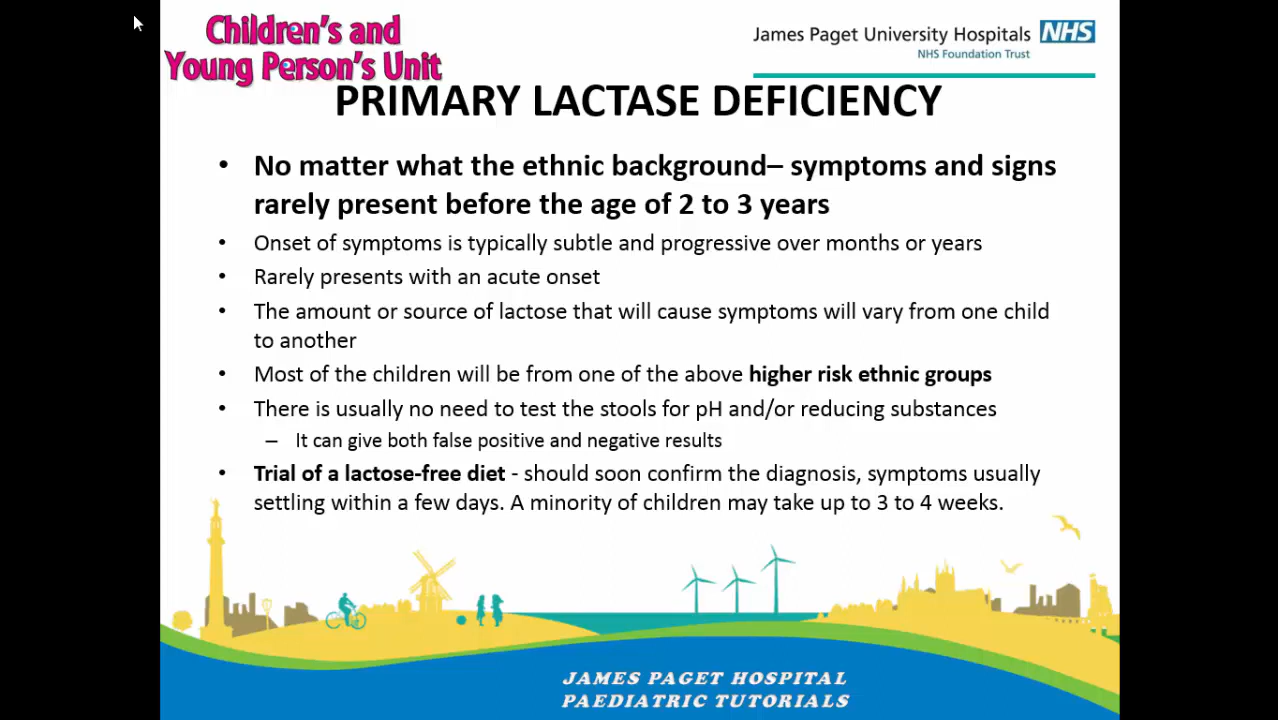 Children's and
Young Person's Unit
James Paget University Hospitals NHS
NHS Foundation Trust
PRIMARY LACTASE DEFICIENCY
• No matter what the ethnic background– symptoms and signs
rarely present before the age of 2 to 3 years
• Onset of symptoms is typically subtle and progressive over months or years
• Rarely presents with an acute onset
• The amount or source of lactose that will cause symptoms will vary from one child
to another
• Most of the children will be from one of the above higher risk ethnic groups
• There is usually no need to test the stools for pH and/or reducing substances
– It can give both false positive and negative results
• Trial of a lactose-free diet - should soon confirm the diagnosis, symptoms usually
settling within a few days. A minority of children may take up to 3 to 4 weeks.
JAMES PAGET HOSPITAL
PAEDIATRIC TUTORIALS